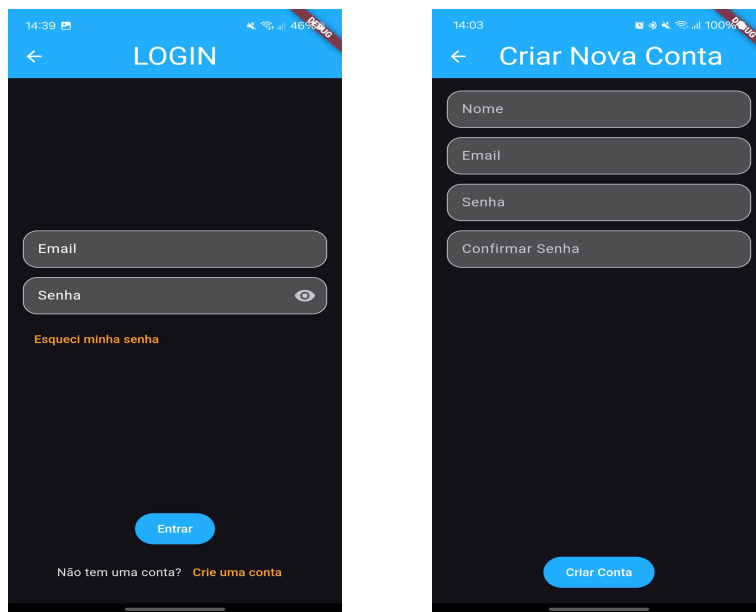 14:39
46%
DEBUG
LOGIN
Email
Senha
Esqueci minha senha
Entrar
Não tem uma conta? Crie uma conta
14:03
100%
DEBUG
Criar Nova Conta
Nome
Email
Senha
Confirmar Senha
Criar Conta